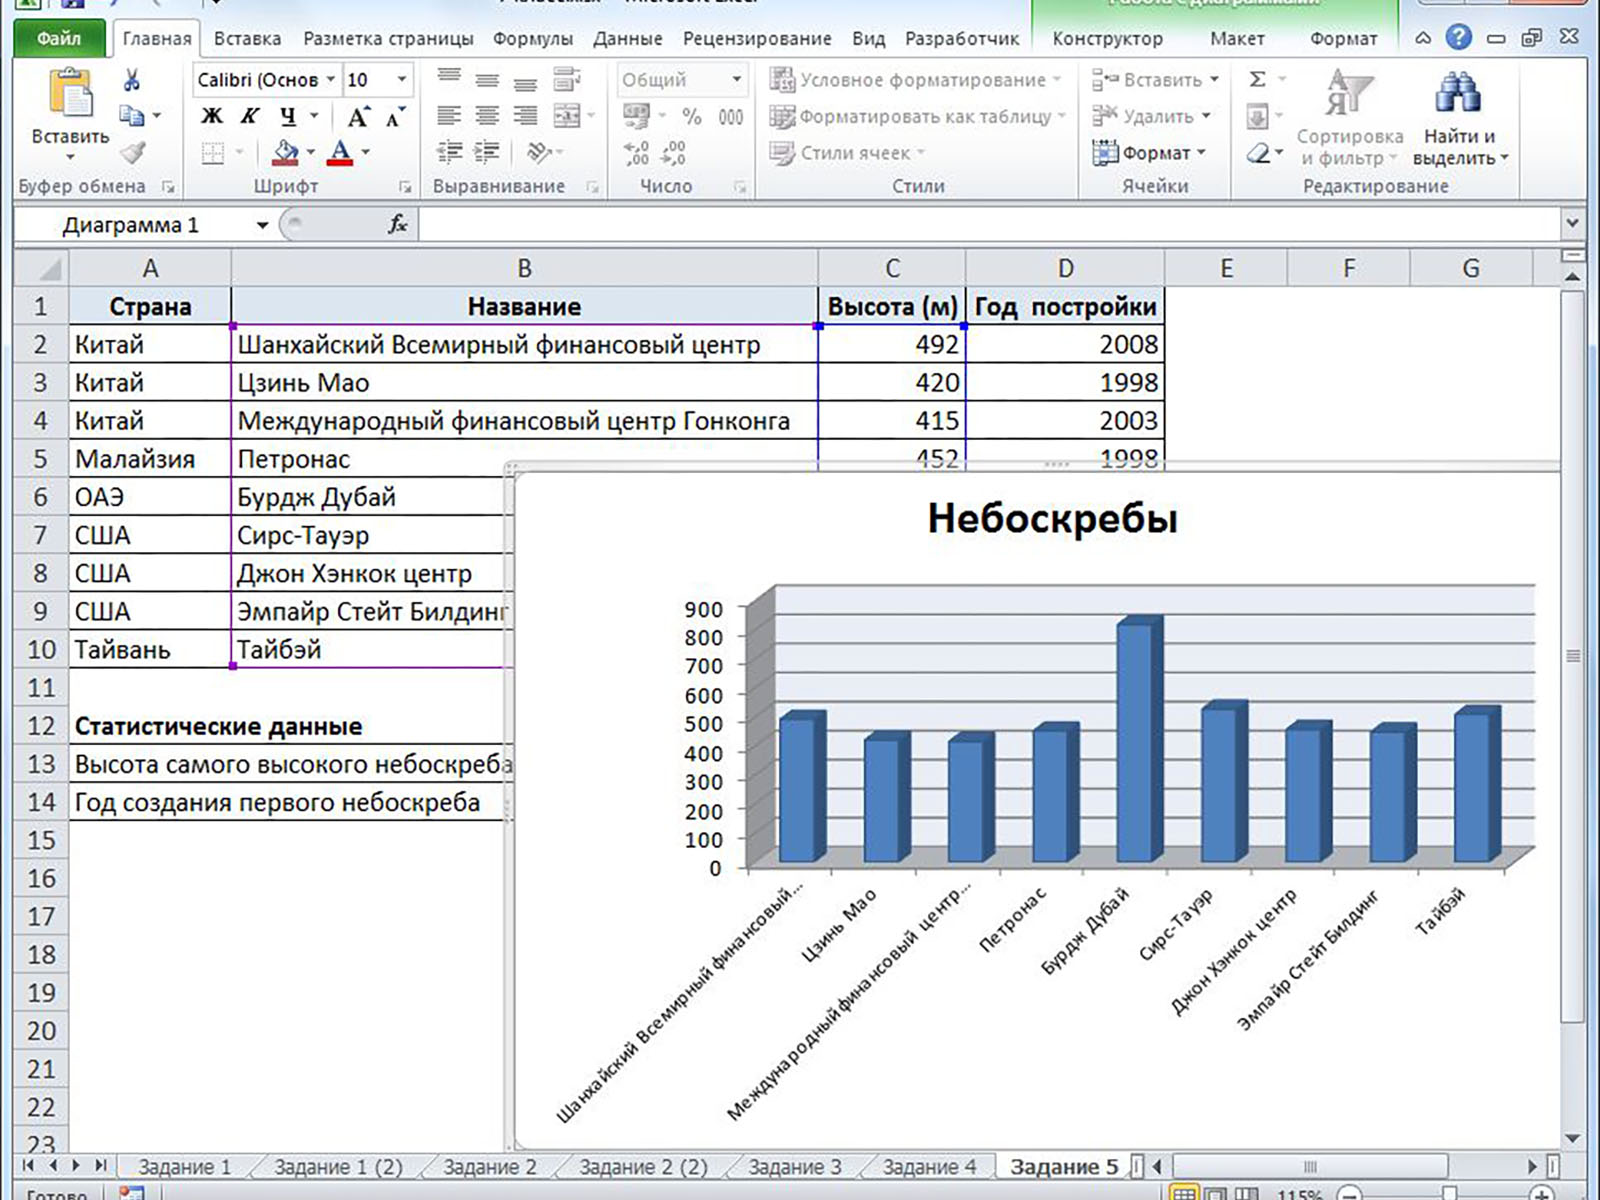 Файл Главная Вставка Разметка страницы Формулы Данные Рецензирование Вид Разработчик Конструктор Макет Формат
Calibri (Основ 10 Общий Условное форматирование Вставить Σ
Ж К Ч А А % 000 Форматировать как таблицу Удалить
Вставить Сортировка и фильтр Найти и выделить
А Стили ячеек Формат
Буфер обмена Шрифт Выравнивание Число Стили Ячейки Редактирование
Диаграмма 1 fx
A B C D E F G
1 Страна Название Высота (м) Год постройки
2 Китай Шанхайский Всемирный финансовый центр 492 2008
3 Китай Цзинь Мао 420 1998
4 Китай Международный финансовый центр Гонконга 415 2003
5 Малайзия Петронас 452 1998
6 ОАЭ Бурдж Дубай
7 США Сирс-Тауэр
8 США Джон Хэнкок центр
9 США Эмпайр Стейт Билдинг
10 Тайвань Тайбэй
11
12 Статистические данные
13 Высота самого высокого небоскреба
14 Год создания первого небоскреба
15
16
17
18
19
20
21
22
23
Небоскребы
900
800
700
600
500
400
300
200
100
0
Шанхайский Всемирный финансовый...
Цзинь Мао
Международный финансовый центр...
Петронас
Бурдж Дубай
Сирс-Тауэр
Джон Хэнкок центр
Эмпайр Стейт Билдинг
Тайбэй
Задание 1 Задание 1 (2) Задание 2 Задание 2 (2) Задание 3 Задание 4 Задание 5
Готово 115%